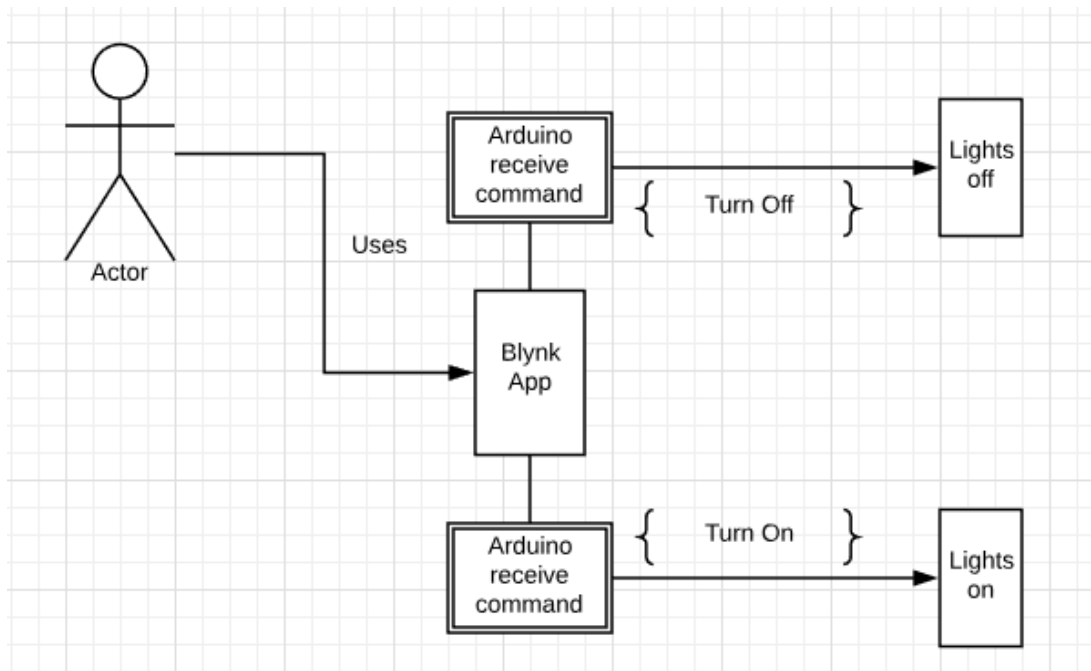 Actor
Uses
Arduino
receive
command
{ Turn Off }
Lights
off
Blynk
App
Arduino
receive
command
{ Turn On }
Lights
on